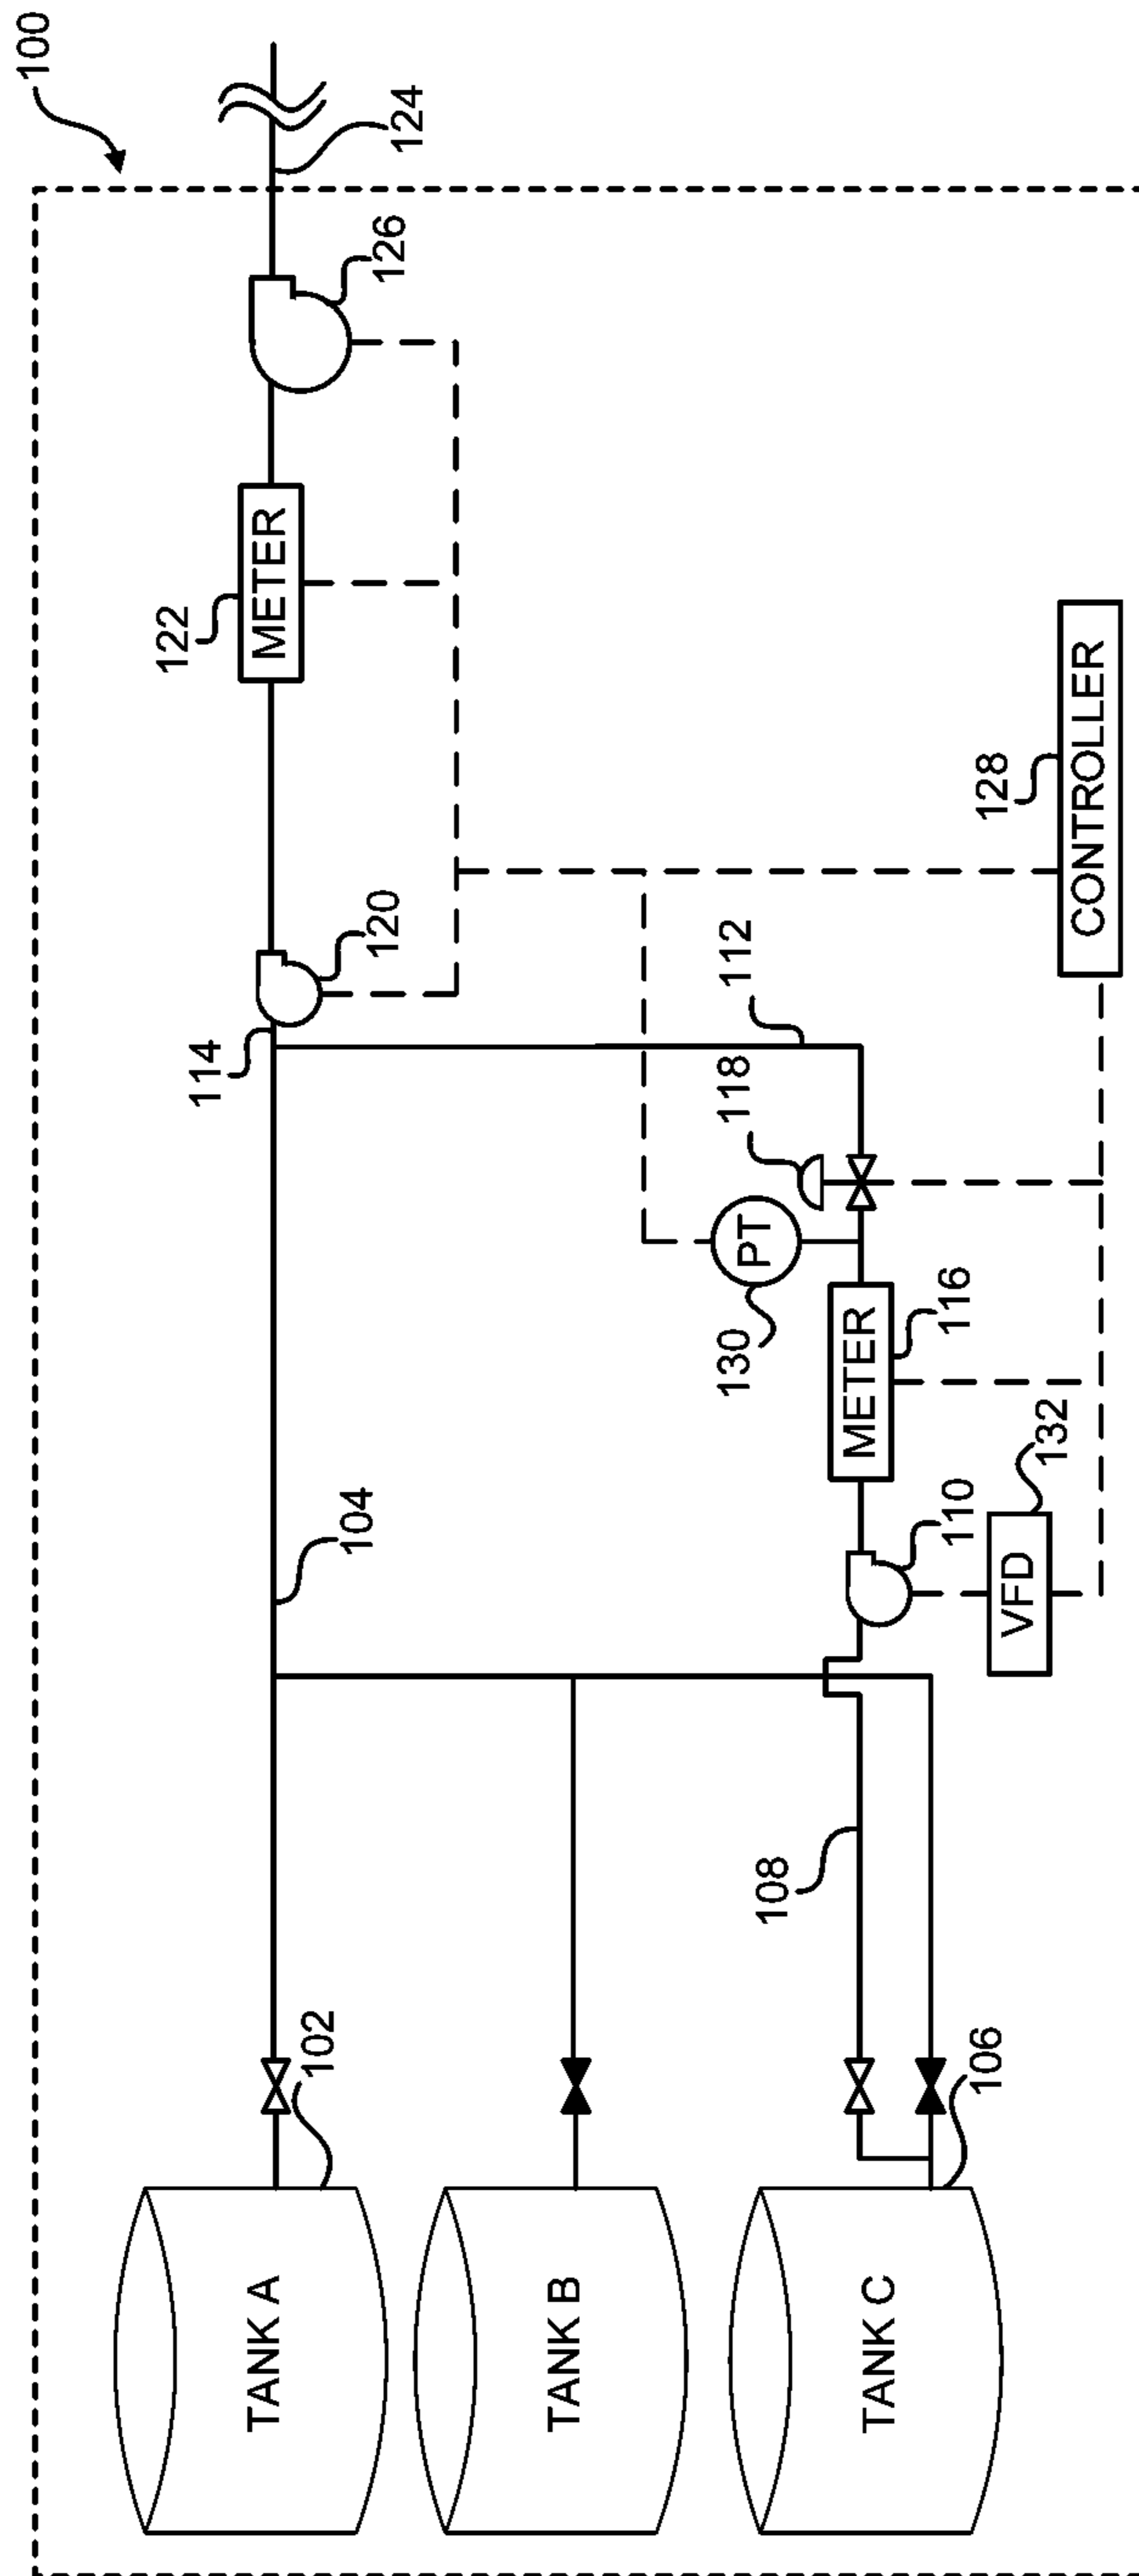 100
124
126
122
METER
120
114
112
118
PT
130
METER
116
132
110
VFD
128
CONTROLLER
104
108
102
106
TANK A
TANK B
TANK C